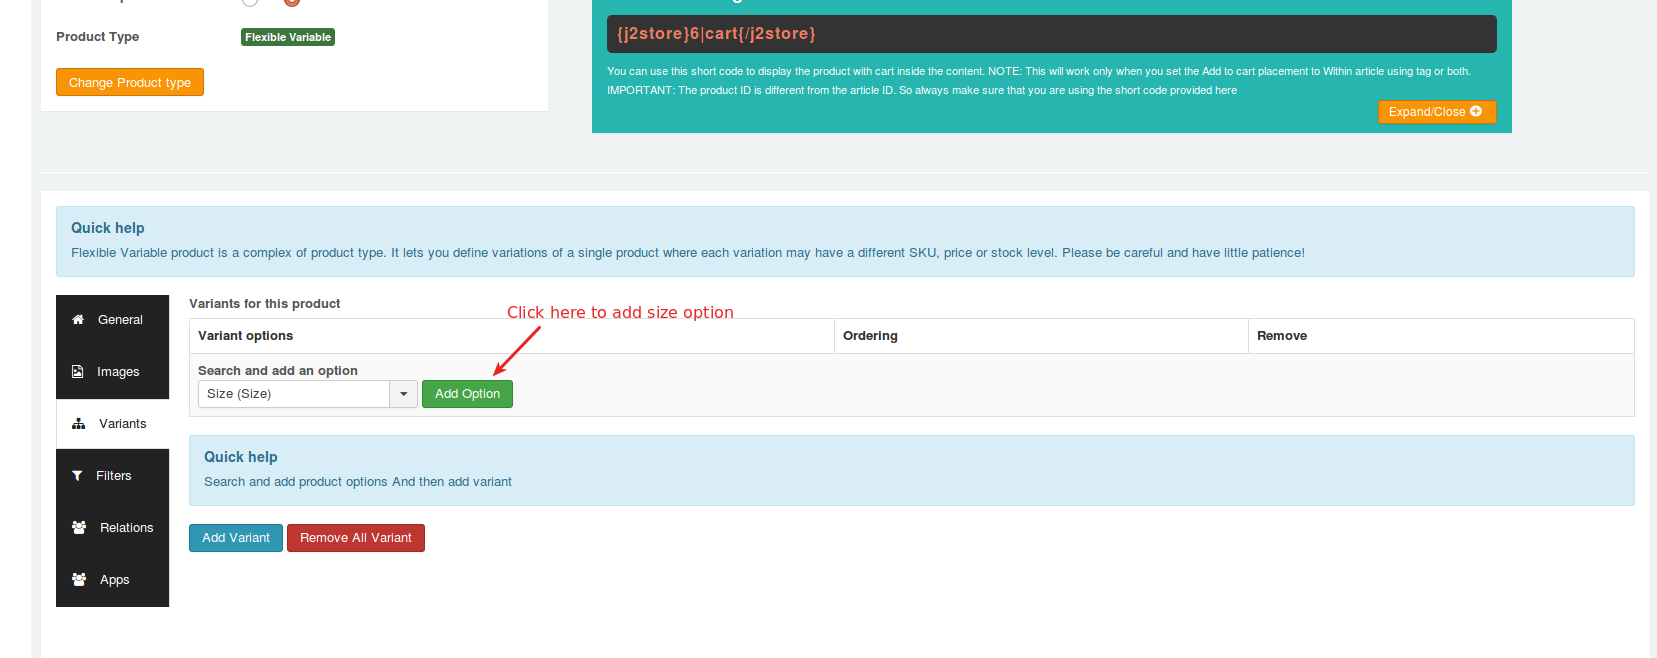 Product Type
Flexible Variable
Change Product type
{j2store}6|cart{/j2store}
You can use this short code to display the product with cart inside the content. NOTE: This will work only when you set the Add to cart placement to Within article using tag or both.
IMPORTANT: The product ID is different from the article ID. So always make sure that you are using the short code provided here
Expand/Close
Quick help
Flexible Variable product is a complex of product type. It lets you define variations of a single product where each variation may have a different SKU, price or stock level. Please be careful and have little patience!
General
Images
Variants
Filters
Relations
Apps
Variants for this product
Click here to add size option
Variant options
Ordering
Remove
Search and add an option
Size (Size)
Add Option
Quick help
Search and add product options And then add variant
Add Variant
Remove All Variant